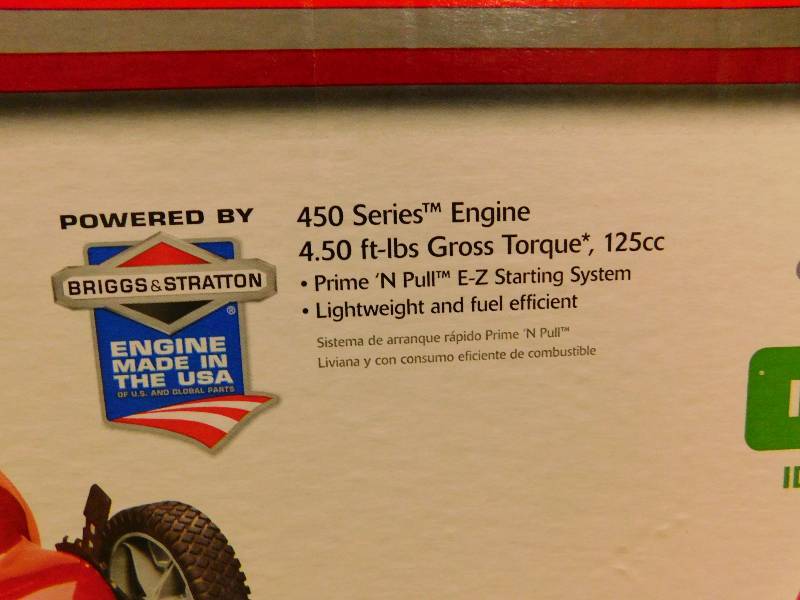 POWERED BY
BRIGGS&STRATTON
®
ENGINE
MADE IN
THE USA
OF U.S. AND GLOBAL PARTS
450 Series™ Engine
4.50 ft-lbs Gross Torque*, 125cc
• Prime 'N Pull™ E-Z Starting System
• Lightweight and fuel efficient
Sistema de arranque rápido Prime 'N Pull™
Liviana y con consumo eficiente de combustible